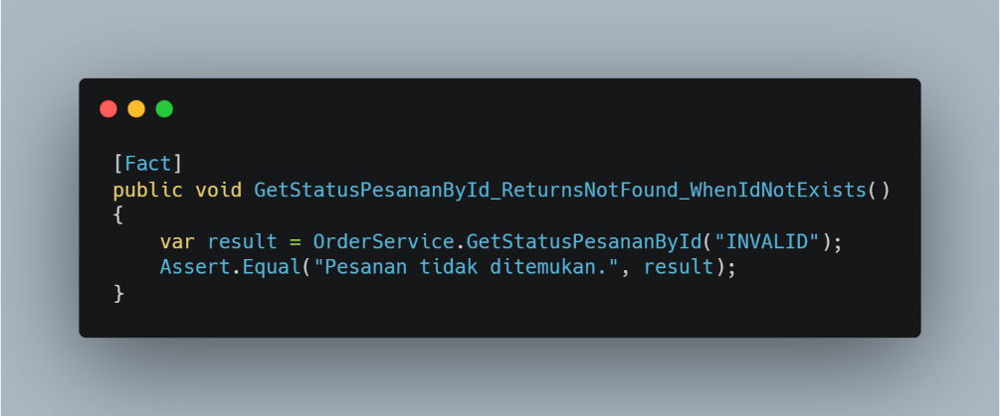 [Fact]
public void GetStatusPesananById_ReturnsNotFound_WhenIdNotExists()
{
    var result = OrderService.GetStatusPesananById("INVALID");
    Assert.Equal("Pesanan tidak ditemukan.", result);
}